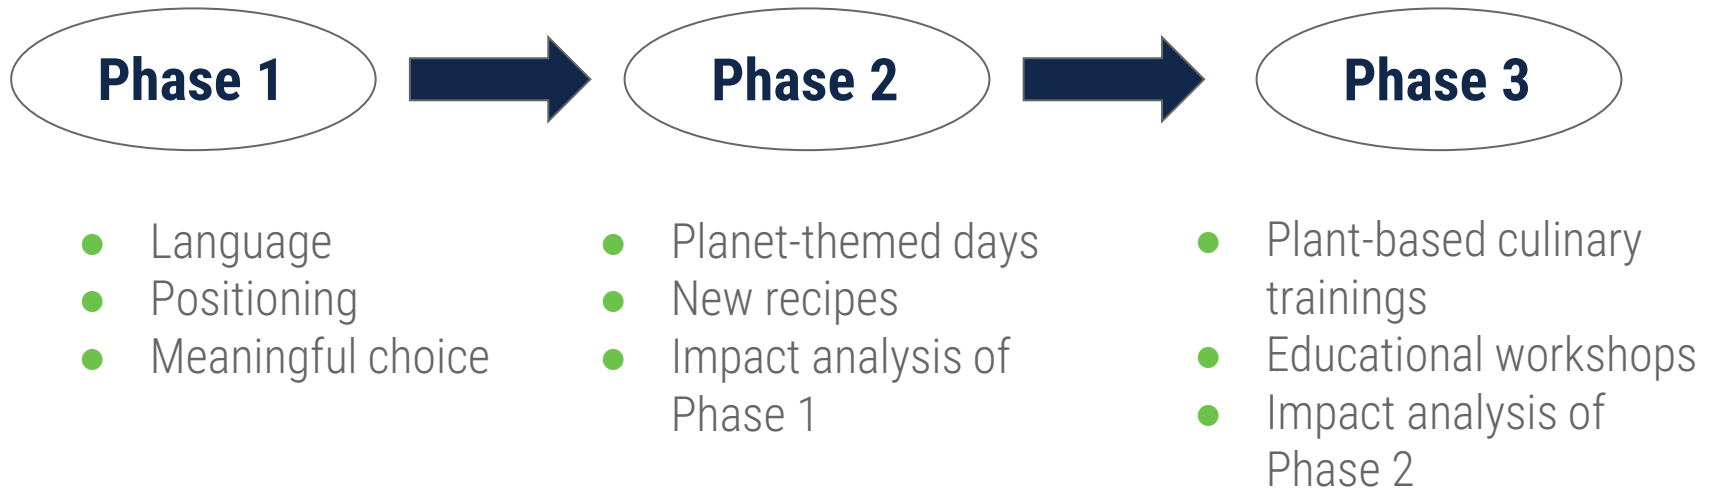 Phase 1
Phase 2
Phase 3
● Language
● Positioning
● Meaningful choice
● Planet-themed days
● New recipes
● Impact analysis of
Phase 1
● Plant-based culinary
trainings
● Educational workshops
● Impact analysis of
Phase 2